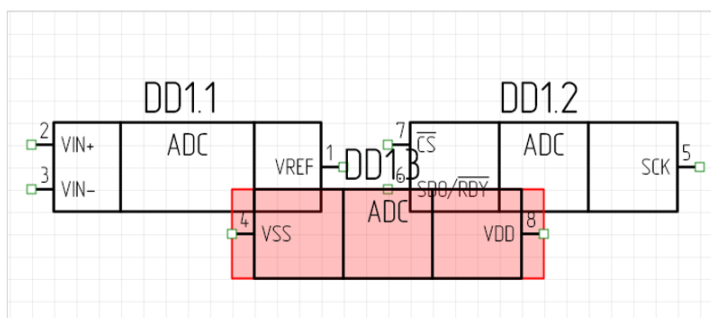 DD1.1
DD1.2
2 VIN+ ADC
3 VIN-
VREF 1
DD1.3
7 CS ADC
6 SDO/RDY
SCK 5
4 VSS ADC VDD 8